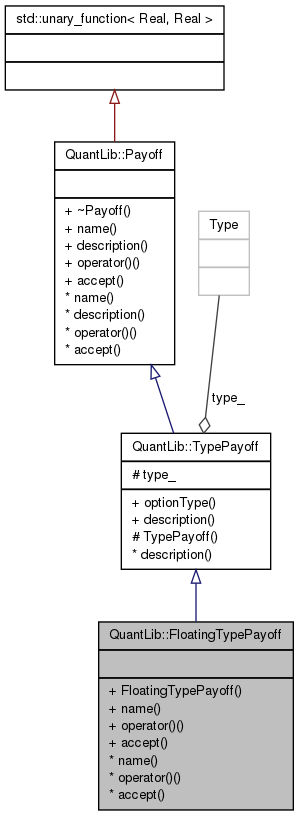 std::unary_function< Real, Real >
QuantLib::Payoff
+ ~Payoff()
+ name()
+ description()
+ operator()()
+ accept()
* name()
* description()
* operator()()
* accept()
Type
type_
QuantLib::TypePayoff
# type_
+ optionType()
+ description()
# TypePayoff()
* description()
QuantLib::FloatingTypePayoff
+ FloatingTypePayoff()
+ name()
+ operator()()
+ accept()
* name()
* operator()()
* accept()